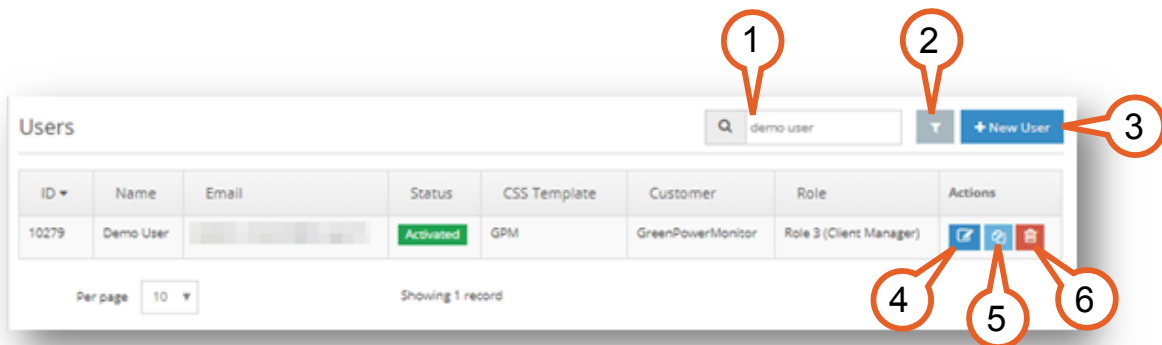 1 2
Users demo user + New User 3
ID Name Email Status CSS Template Customer Role Actions
10279 Demo User Activated GPM GreenPowerMonitor Role 3 (Client Manager)
Per page 10 Showing 1 record
4 5 6